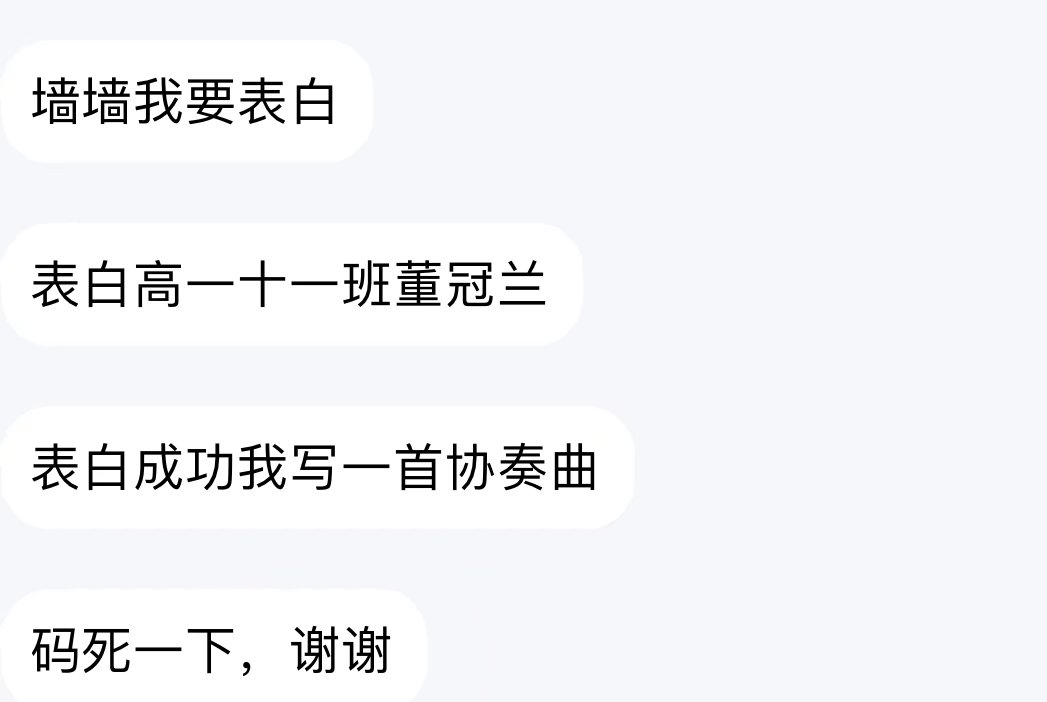 墙墙我要表白
表白高一十一班董冠兰
表白成功我写一首协奏曲
码死一下，谢谢